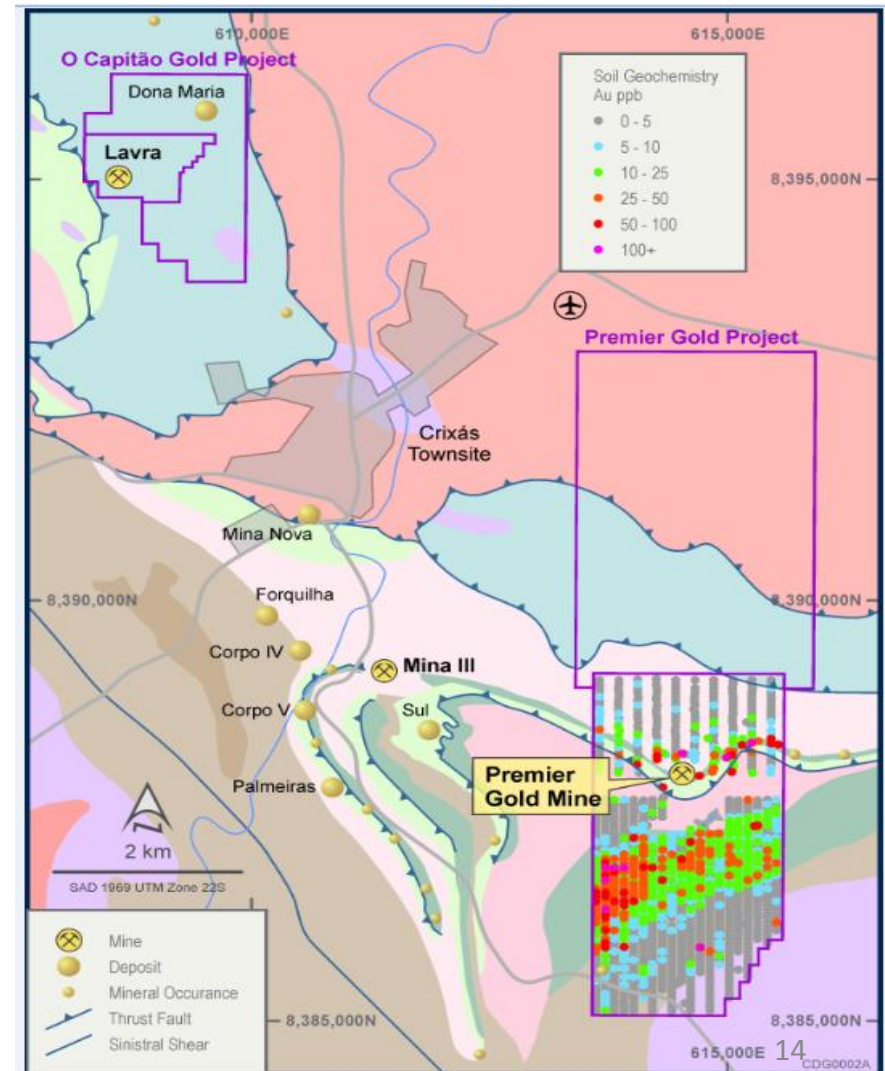 610,000E
615,000E
O Capitão Gold Project
Dona Maria
Lavra
Soil Geochemistry
Au ppb
0 - 5
5 - 10
10 - 25
25 - 50
50 - 100
100+
8,395,000N
8,395,000N
Premier Gold Project
Crixás
Townsite
Mina Nova
8,390,000N
8,390,000N
Forquilha
Corpo IV
Mina III
Corpo V
Sul
Premier
Gold Mine
Palmeiras
2 km
SAD 1969 UTM Zone 22S
Mine
Deposit
Mineral Occurance
Thrust Fault
Sinistral Shear
8,385,000N
8,385,000N
615,000E
14
CDG0002A